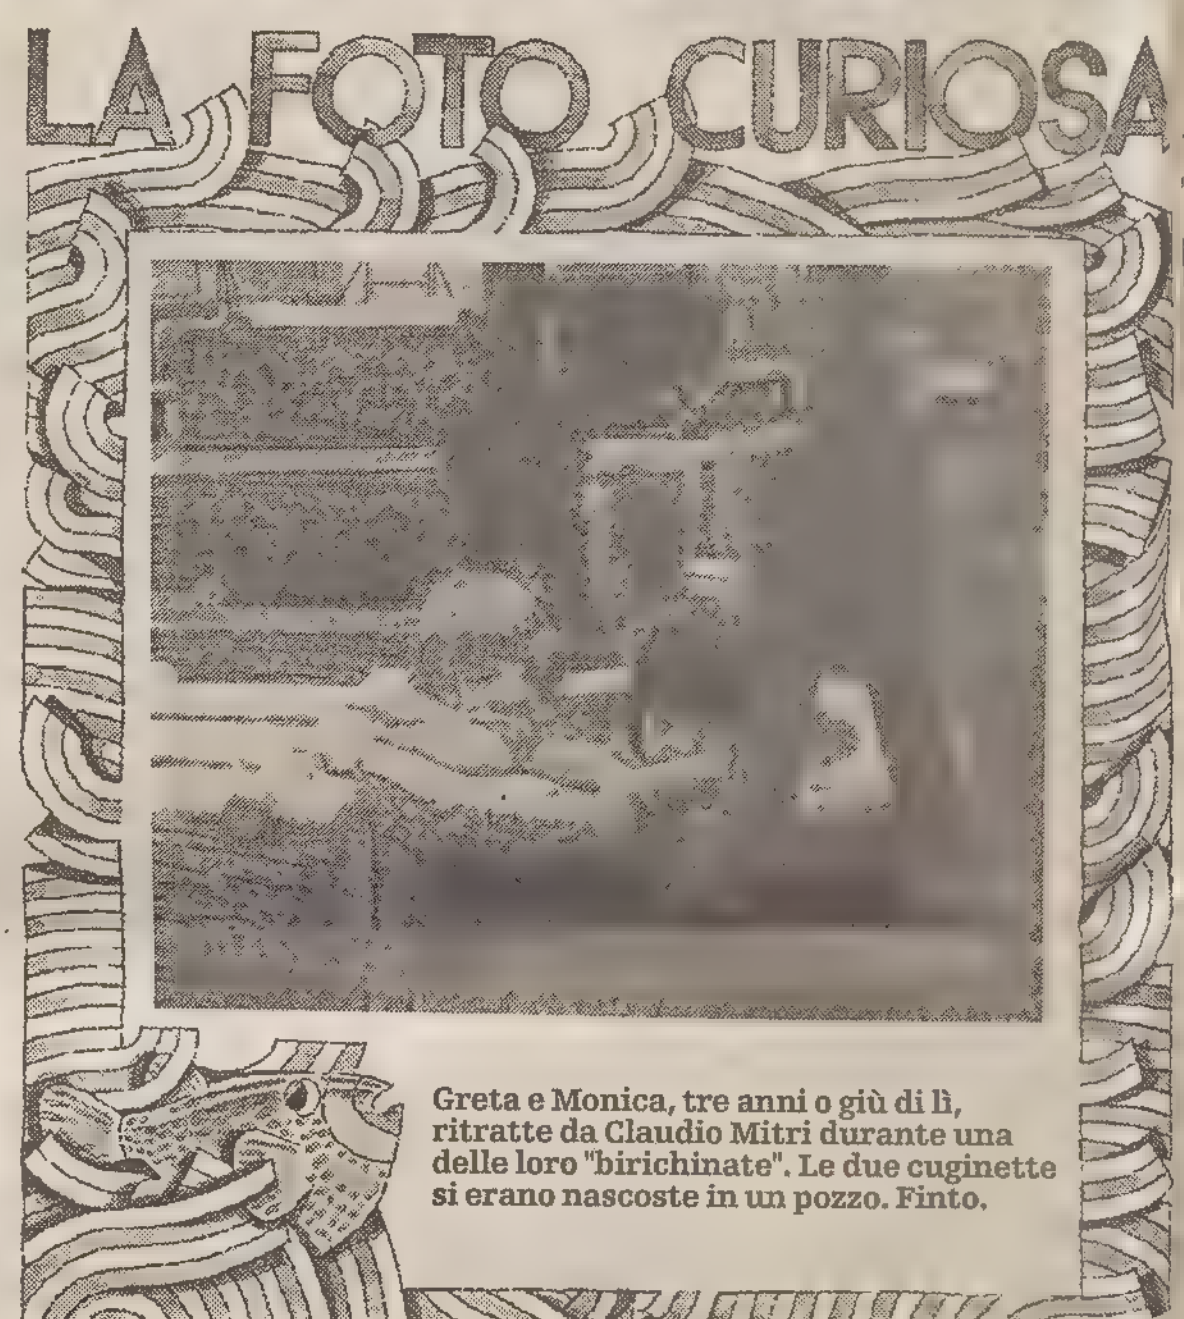 LA FOTO CURIOSA
Greta e Monica, tre anni o giù di lì,
ritratte da Claudio Mitri durante una
delle loro "birichinate". Le due cuginette
si erano nascoste in un pozzo. Finto.